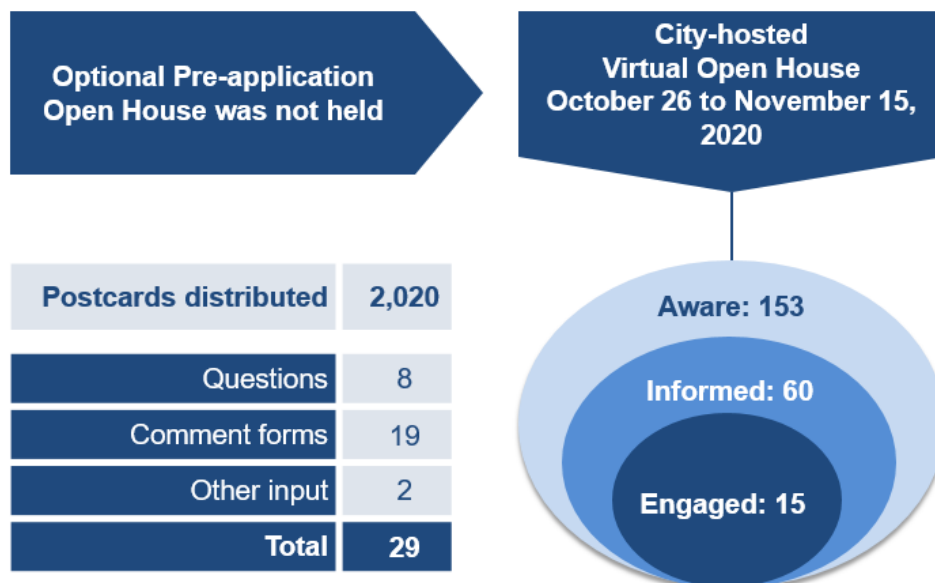 Optional Pre-application
Open House was not held
City-hosted
Virtual Open House
October 26 to November 15,
2020
Postcards distributed 2,020
Questions 8
Comment forms 19
Other input 2
Total 29
Aware: 153
Informed: 60
Engaged: 15